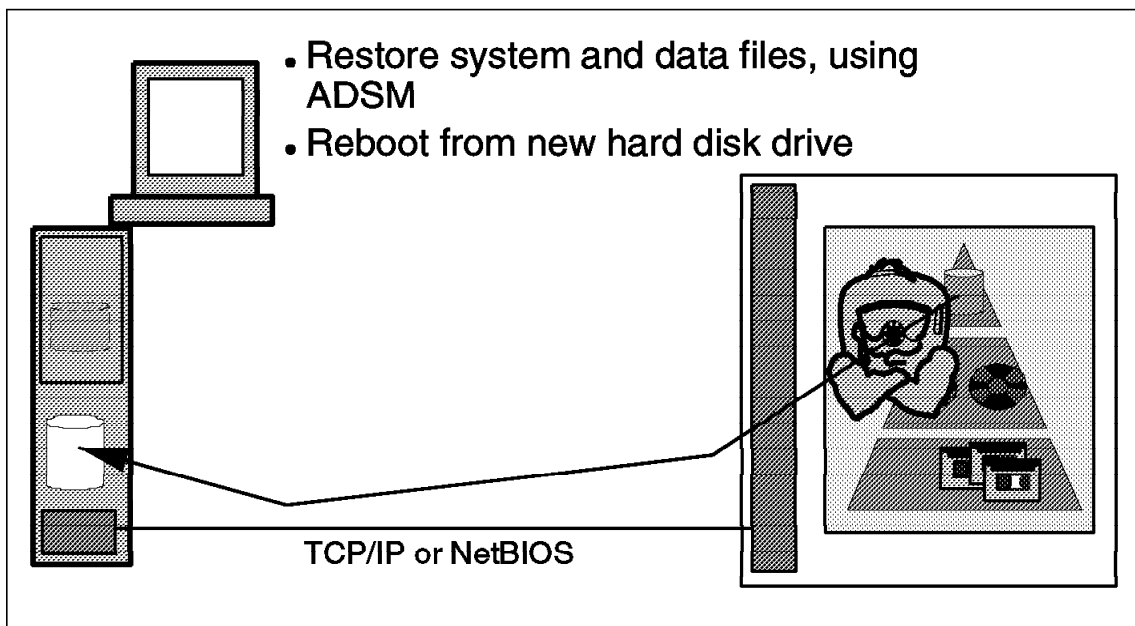 . Restore system and data files, using
ADSM
. Reboot from new hard disk drive
TCP/IP or NetBIOS